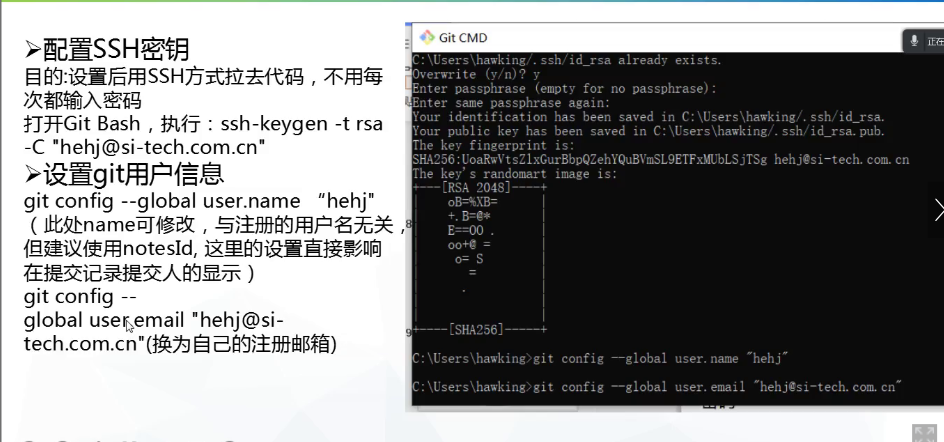 ➢配置SSH密钥
目的:设置后用SSH方式拉去代码，不用每
次都输入密码
打开Git Bash，执行：ssh-keygen -t rsa
-C "hehj@si-tech.com.cn"
➢设置git用户信息
git config --global user.name “hehj"
（此处name可修改，与注册的用户名无关，
但建议使用notesId, 这里的设置直接影响
在提交记录提交人的显示）
git config --
global user.email "hehj@si-
tech.com.cn"(换为自己的注册邮箱)
Git CMD
正在
C:\Users\hawking/.ssh/id_rsa already exists.
Overwrite (y/n)? y
Enter passphrase (empty for no passphrase):
Enter same passphrase again:
Your identification has been saved in C:\Users\hawking/.ssh/id_rsa.
Your public key has been saved in C:\Users\hawking/.ssh/id_rsa.pub.
The key fingerprint is:
SHA256:UoaRwVtsZlxGurBbpQZehYQuBVmSL9ETFxMUbLSjTSg hehj@si-tech.com.cn
The key's randomart image is:
+---[RSA 2048]----+
|    oB=%XB=      |
|    +.B=@*       |
|    E==OO .      |
|    oo+@ =       |
|     o= S        |
|       =         |
|      .          |
|                 |
|                 |
+----[SHA256]-----+
C:\Users\hawking>git config --global user.name "hehj"
C:\Users\hawking>git config --global user.email "hehj@si-tech.com.cn"